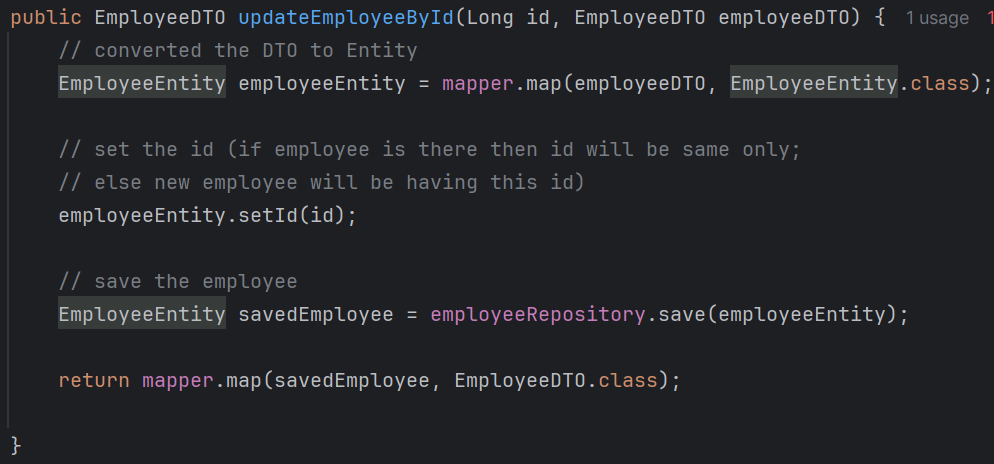 public EmployeeDTO updateEmployeeById(Long id, EmployeeDTO employeeDTO) { 1 usage 1
// converted the DTO to Entity
EmployeeEntity employeeEntity = mapper.map(employeeDTO, EmployeeEntity.class);
// set the id (if employee is there then id will be same only;
// else new employee will be having this id)
employeeEntity.setId(id);
// save the employee
EmployeeEntity savedEmployee = employeeRepository.save(employeeEntity);
return mapper.map(savedEmployee, EmployeeDTO.class);
}